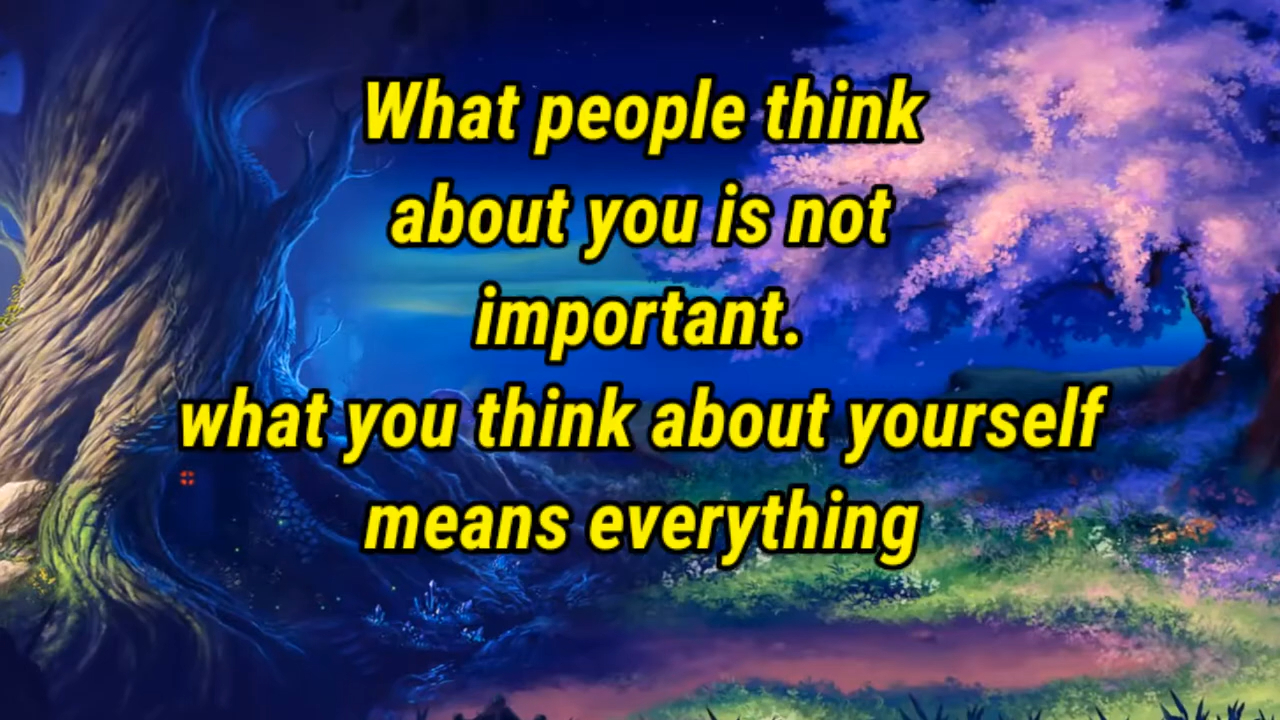 What people think
about you is not
important.
what you think about yourself
means everything